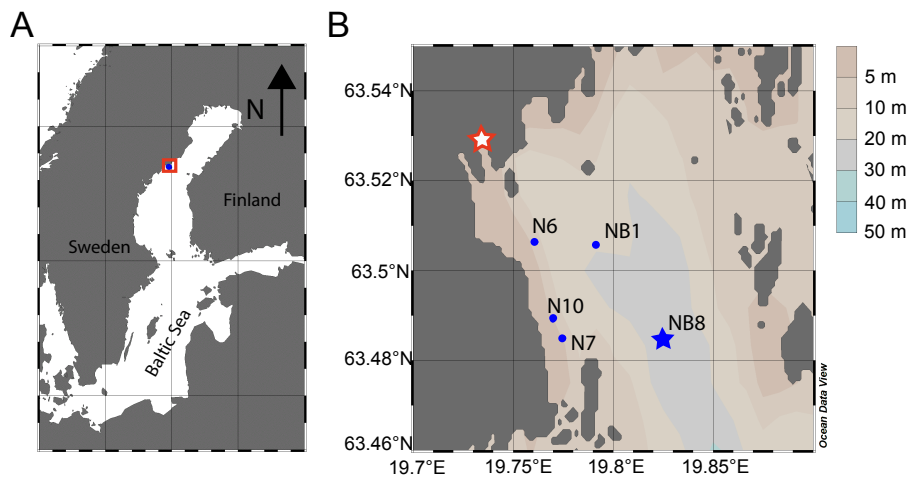 A
B
N
Finland
Sweden
Baltic Sea
63.54°N
63.52°N
63.5°N
63.48°N
63.46°N
19.7°E
19.75°E
19.8°E
19.85°E
N6
NB1
N10
N7
NB8
Ocean Data View
5 m
10 m
20 m
30 m
40 m
50 m